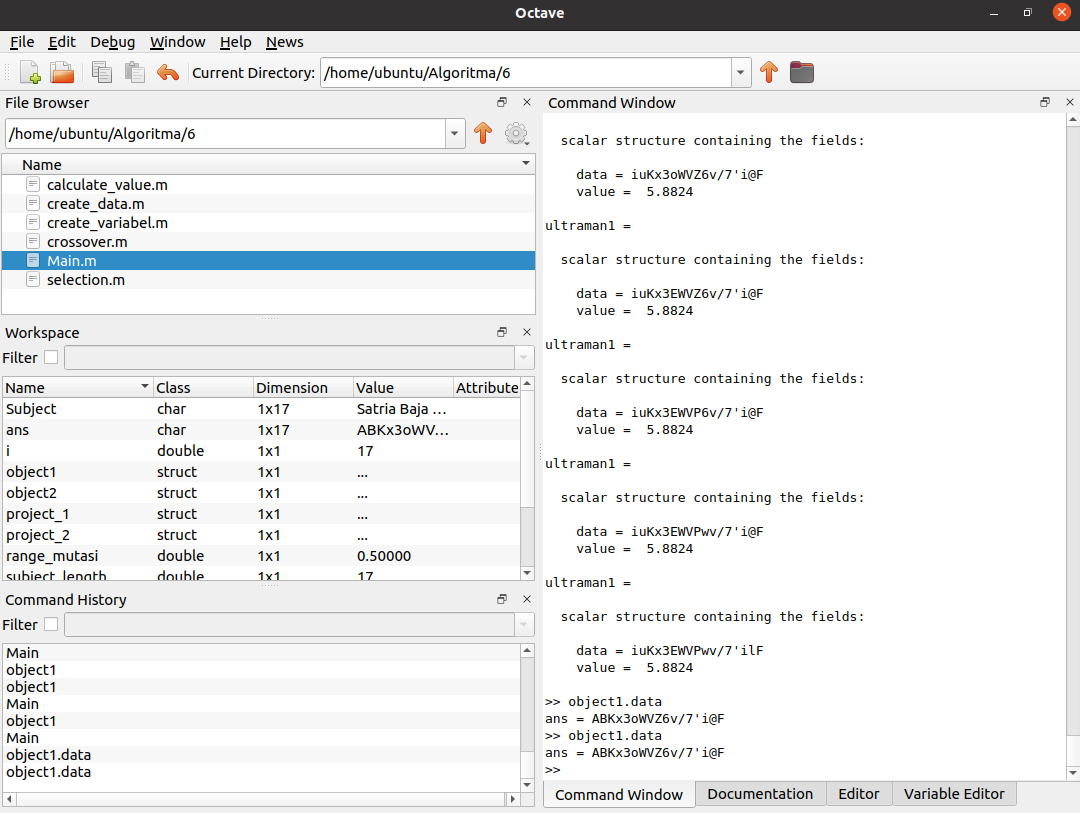 Octave
File Edit Debug Window Help News
Current Directory: /home/ubuntu/Algoritma/6
File Browser
/home/ubuntu/Algoritma/6
Name
calculate_value.m
create_data.m
create_variabel.m
crossover.m
Main.m
selection.m
Workspace
Filter
Name Class Dimension Value Attribute
Subject char 1x17 Satria Baja ...
ans char 1x17 ABKx3oWV...
i double 1x1 17
object1 struct 1x1 ...
object2 struct 1x1 ...
project_1 struct 1x1 ...
project_2 struct 1x1 ...
range_mutasi double 1x1 0.50000
subject_length double 1x1 17
Command History
Filter
Main
object1
object1
Main
object1
Main
object1.data
object1.data
Command Window
scalar structure containing the fields:
data = iuKx3oWVZ6v/7'i@F
value = 5.8824
ultraman1 =
scalar structure containing the fields:
data = iuKx3EWVZ6v/7'i@F
value = 5.8824
ultraman1 =
scalar structure containing the fields:
data = iuKx3EWVP6v/7'i@F
value = 5.8824
ultraman1 =
scalar structure containing the fields:
data = iuKx3EWVPwv/7'i@F
value = 5.8824
ultraman1 =
scalar structure containing the fields:
data = iuKx3EWVPwv/7'ilF
value = 5.8824
>> object1.data
ans = ABKx3oWVZ6v/7'i@F
>> object1.data
ans = ABKx3oWVZ6v/7'i@F
>>
Command Window Documentation Editor Variable Editor